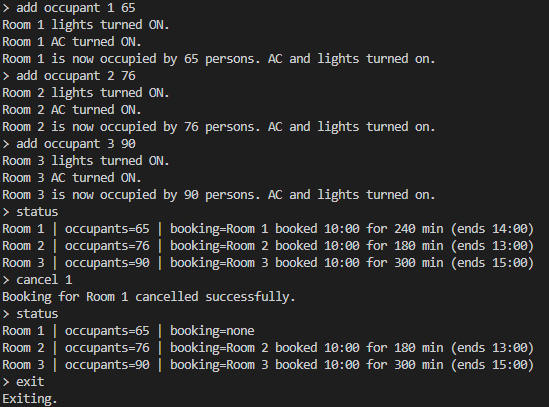 > add occupant 1 65
Room 1 lights turned ON.
Room 1 AC turned ON.
Room 1 is now occupied by 65 persons. AC and lights turned on.
> add occupant 2 76
Room 2 lights turned ON.
Room 2 AC turned ON.
Room 2 is now occupied by 76 persons. AC and lights turned on.
> add occupant 3 90
Room 3 lights turned ON.
Room 3 AC turned ON.
Room 3 is now occupied by 90 persons. AC and lights turned on.
> status
Room 1 | occupants=65 | booking=Room 1 booked 10:00 for 240 min (ends 14:00)
Room 2 | occupants=76 | booking=Room 2 booked 10:00 for 180 min (ends 13:00)
Room 3 | occupants=90 | booking=Room 3 booked 10:00 for 300 min (ends 15:00)
> cancel 1
Booking for Room 1 cancelled successfully.
> status
Room 1 | occupants=65 | booking=none
Room 2 | occupants=76 | booking=Room 2 booked 10:00 for 180 min (ends 13:00)
Room 3 | occupants=90 | booking=Room 3 booked 10:00 for 300 min (ends 15:00)
> exit
Exiting.